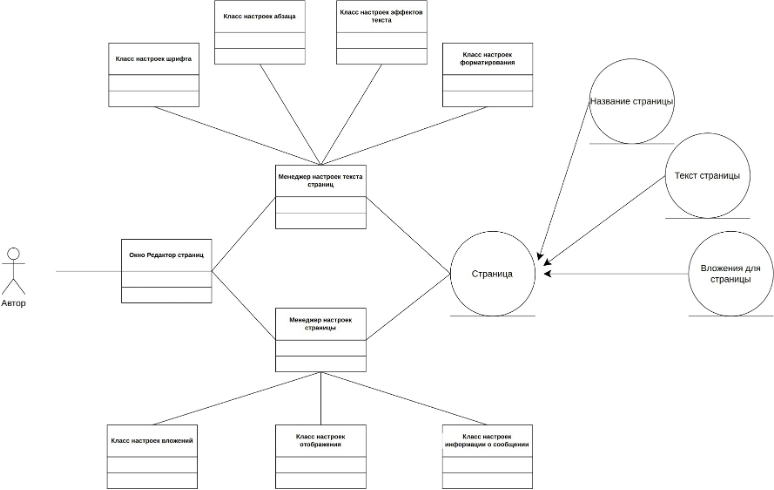 Класс настроек абзаца
Класс настроек эффектов
текста
Класс настроек шрифта
Класс настроек
форматирования
Название страницы
Менеджер настроек текста
страниц
Текст страницы
Окно Редактор страниц
Страница
Вложения для
страницы
Автор
Менеджер настроек
страницы
Класс настроек вложений
Класс настроек
отображения
Класс настроек
информации о сообщении